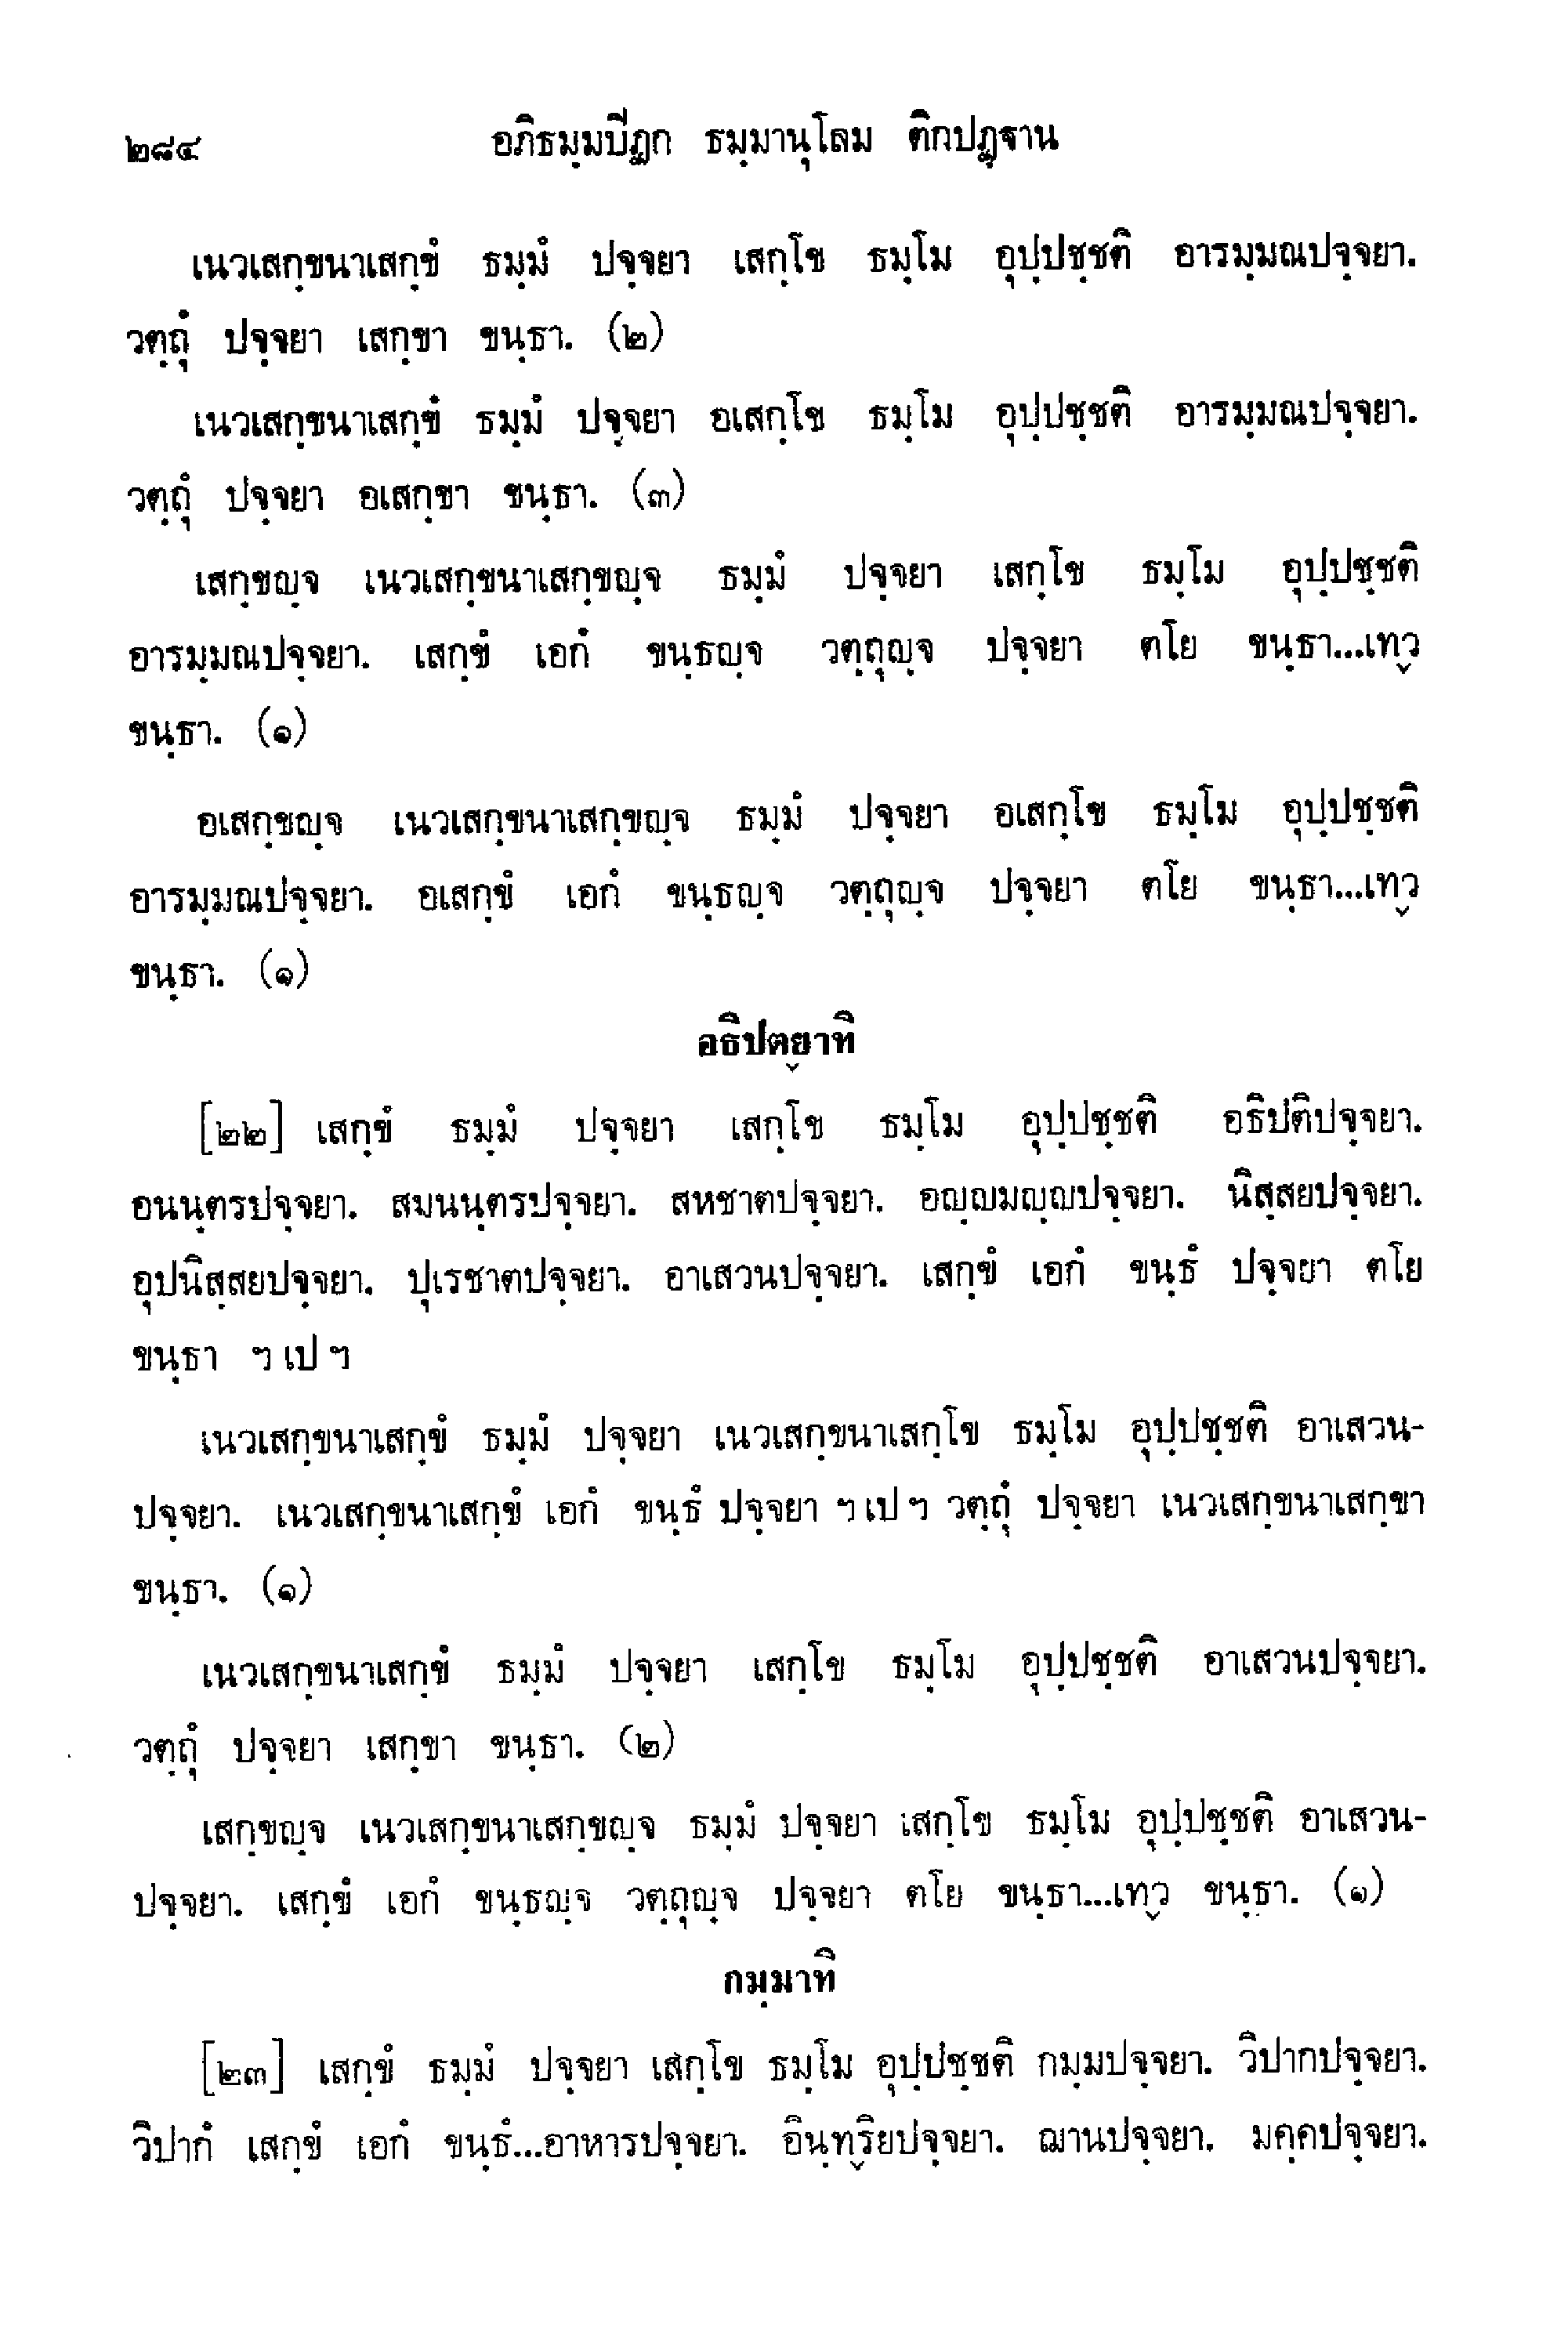 ๒๘๔ อภิธมฺมปิฏก ธมฺมานุโลม ติกปฏฺฐาน
เนวเสกฺขนาเสกฺขํ ธมฺมํ ปจฺจยา เสกฺโข ธมฺโม อุปฺปชฺชติ อารมฺมณปจฺจยา.
วตฺถุํ ปจฺจยา เสกฺขา ขนฺธา. (๒)
เนวเสกฺขนาเสกฺขํ ธมฺมํ ปจฺจยา อเสกฺโข ธมฺโม อุปฺปชฺชติ อารมฺมณปจฺจยา.
วตฺถุํ ปจฺจยา อเสกฺขา ขนฺธา. (๓)
เสกฺขญฺจ เนวเสกฺขนาเสกฺขญฺจ ธมฺมํ ปจฺจยา เสกฺโข ธมฺโม อุปฺปชฺชติ
อารมฺมณปจฺจยา. เสกฺขํ เอกํ ขนฺธญฺจ วตฺถุญฺจ ปจฺจยา ตโย ขนฺธา...เทฺว
ขนฺธา. (๑)
อเสกฺขญฺจ เนวเสกฺขนาเสกฺขญฺจ ธมฺมํ ปจฺจยา อเสกฺโข ธมฺโม อุปฺปชฺชติ
อารมฺมณปจฺจยา. อเสกฺขํ เอกํ ขนฺธญฺจ วตฺถุญฺจ ปจฺจยา ตโย ขนฺธา...เทฺว
ขนฺธา. (๑)
อธิปตฺยาทิ
[๒๒] เสกฺขํ ธมฺมํ ปจฺจยา เสกฺโข ธมฺโม อุปฺปชฺชติ อธิปติปจฺจยา.
อนนฺตรปจฺจยา. สมนนฺตรปจฺจยา. สหชาตปจฺจยา. อญฺญมญฺญปจฺจยา. นิสฺสยปจฺจยา.
อุปนิสฺสยปจฺจยา. ปุเรชาตปจฺจยา. อาเสวนปจฺจยา. เสกฺขํ เอกํ ขนฺธํ ปจฺจยา ตโย
ขนฺธา ฯ เป ฯ
เนวเสกฺขนาเสกฺขํ ธมฺมํ ปจฺจยา เนวเสกฺขนาเสกฺโข ธมฺโม อุปฺปชฺชติ อาเสวน-
ปจฺจยา. เนวเสกฺขนาเสกฺขํ เอกํ ขนฺธํ ปจฺจยา ฯ เป ฯ วตฺถุํ ปจฺจยา เนวเสกฺขนาเสกฺขา
ขนฺธา. (๑)
เนวเสกฺขนาเสกฺขํ ธมฺมํ ปจฺจยา เสกฺโข ธมฺโม อุปฺปชฺชติ อาเสวนปจฺจยา.
วตฺถุํ ปจฺจยา เสกฺขา ขนฺธา. (๒)
เสกฺขญฺจ เนวเสกฺขนาเสกฺขญฺจ ธมฺมํ ปจฺจยา เสกฺโข ธมฺโม อุปฺปชฺชติ อาเสวน-
ปจฺจยา. เสกฺขํ เอกํ ขนฺธญฺจ วตฺถุญฺจ ปจฺจยา ตโย ขนฺธา...เทฺว ขนฺธา. (๑)
กมฺมาทิ
[๒๓] เสกฺขํ ธมฺมํ ปจฺจยา เสกฺโข ธมฺโม อุปฺปชฺชติ กมฺมปจฺจยา. วิปากปจฺจยา.
วิปากํ เสกฺขํ เอกํ ขนฺธํ...อาหารปจฺจยา. อินฺทฺริยปจฺจยา. ฌานปจฺจยา. มคฺคปจฺจยา.